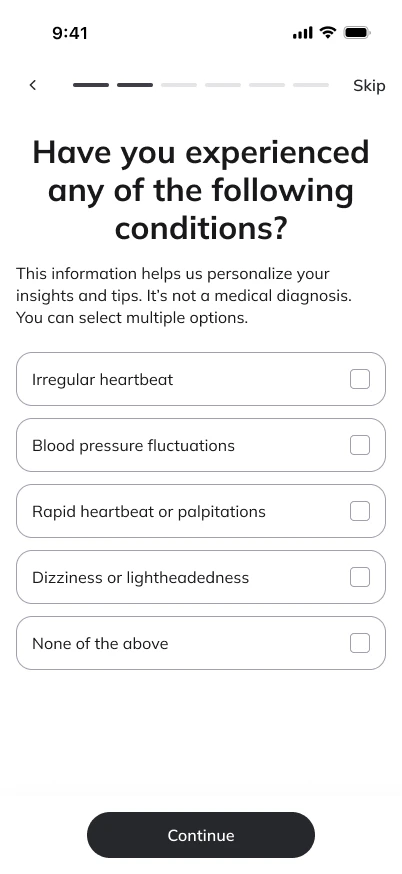 9:41
Skip
Have you experienced
any of the following
conditions?
This information helps us personalize your
insights and tips. It's not a medical diagnosis.
You can select multiple options.
Irregular heartbeat
Blood pressure fluctuations
Rapid heartbeat or palpitations
Dizziness or lightheadedness
None of the above
Continue